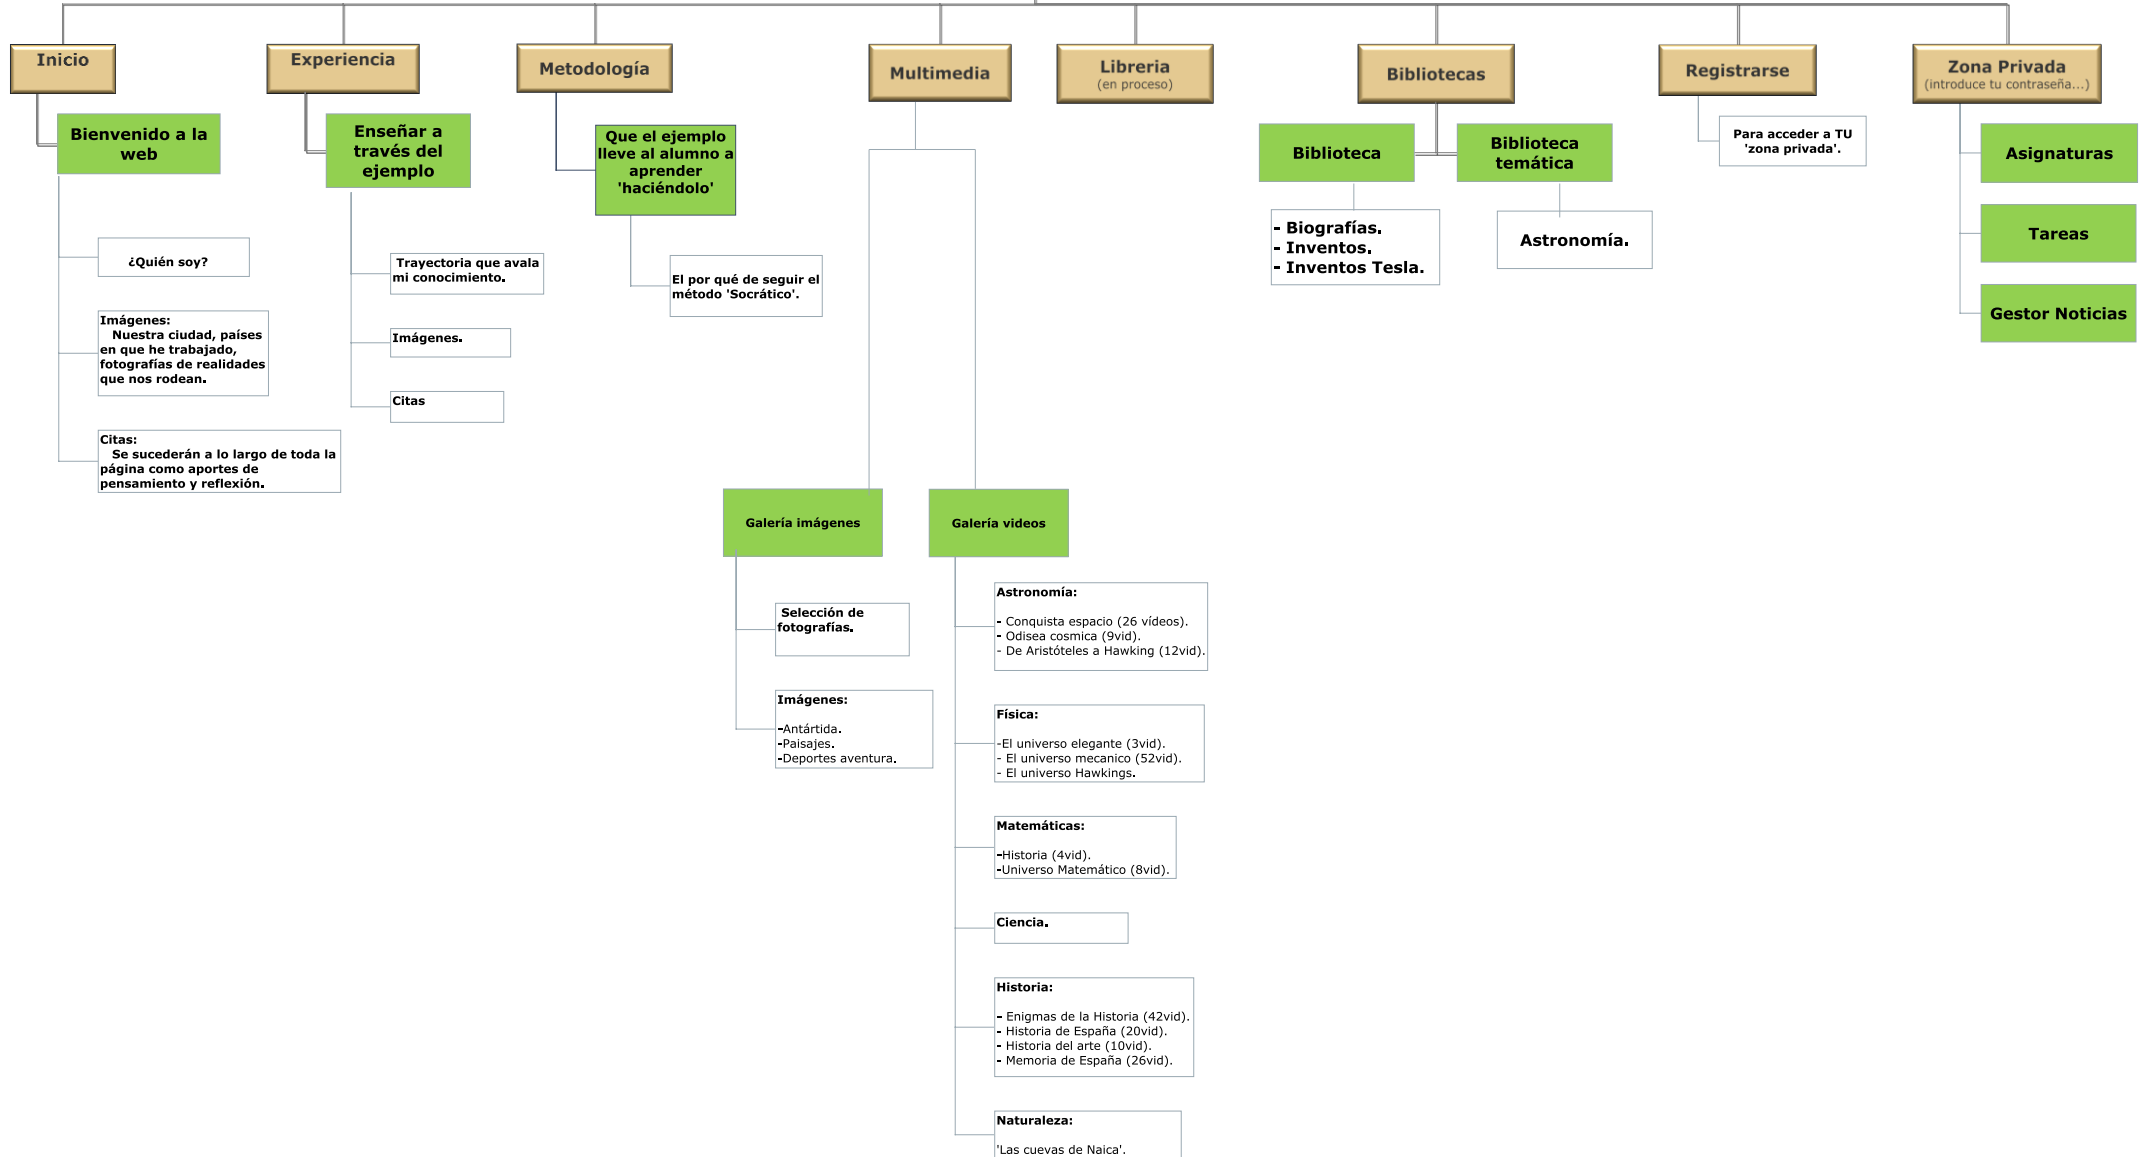 Inicio
Experiencia
Metodología
Multimedia
Libreria
(en proceso)
Bibliotecas
Registrarse
Zona Privada
(introduce tu contraseña...)
Bienvenido a la
web
¿Quién soy?
Imágenes:
Nuestra ciudad, países
en que he trabajado,
fotografías de realidades
que nos rodean.
Citas:
Se sucederán a lo largo de toda la
página como aportes de
pensamiento y reflexión.
Enseñar a
través del
ejemplo
Trayectoria que avala
mi conocimiento.
Imágenes.
Citas
Que el ejemplo
lleve al alumno a
aprender
'haciéndolo'
El por qué de seguir el
método 'Socrático'.
Galería imágenes
Selección de
fotografías.
Imágenes:
-Antártida.
-Paisajes.
-Deportes aventura.
Galería videos
Astronomía:
- Conquista espacio (26 vídeos).
- Odisea cosmica (9vid).
- De Aristóteles a Hawking (12vid).
Física:
-El universo elegante (3vid).
- El universo mecanico (52vid).
- El universo Hawkings.
Matemáticas:
-Historia (4vid).
-Universo Matemático (8vid).
Ciencia.
Historia:
- Enigmas de la Historia (42vid).
- Historia de España (20vid).
- Historia del arte (10vid).
- Memoria de España (26vid).
Naturaleza:
'Las cuevas de Naica'.
Biblioteca
- Biografías.
- Inventos.
- Inventos Tesla.
Biblioteca
temática
Astronomía.
Para acceder a TU
'zona privada'.
Asignaturas
Tareas
Gestor Noticias